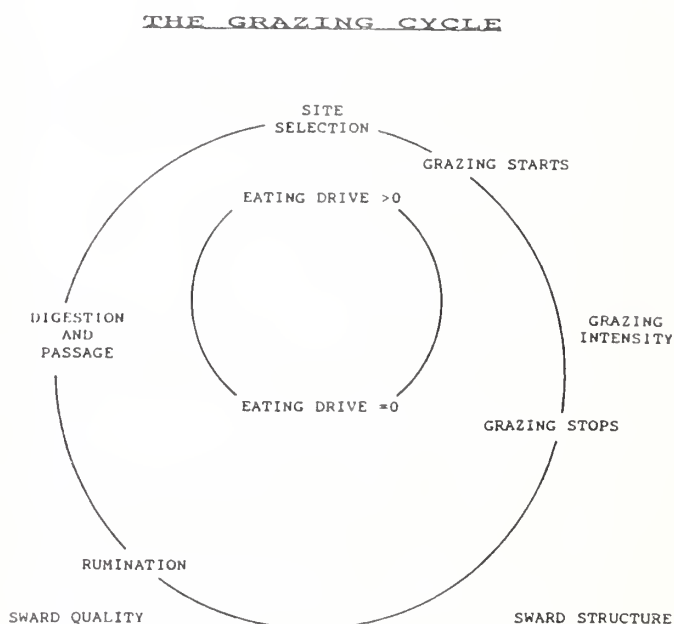 THE GRAZING CYCLE
SITE
SELECTION
GRAZING STARTS
EATING DRIVE >0
DIGESTION
AND
PASSAGE
GRAZING
INTENSITY
EATING DRIVE =0
GRAZING STOPS
RUMINATION
SWARD QUALITY
SWARD STRUCTURE